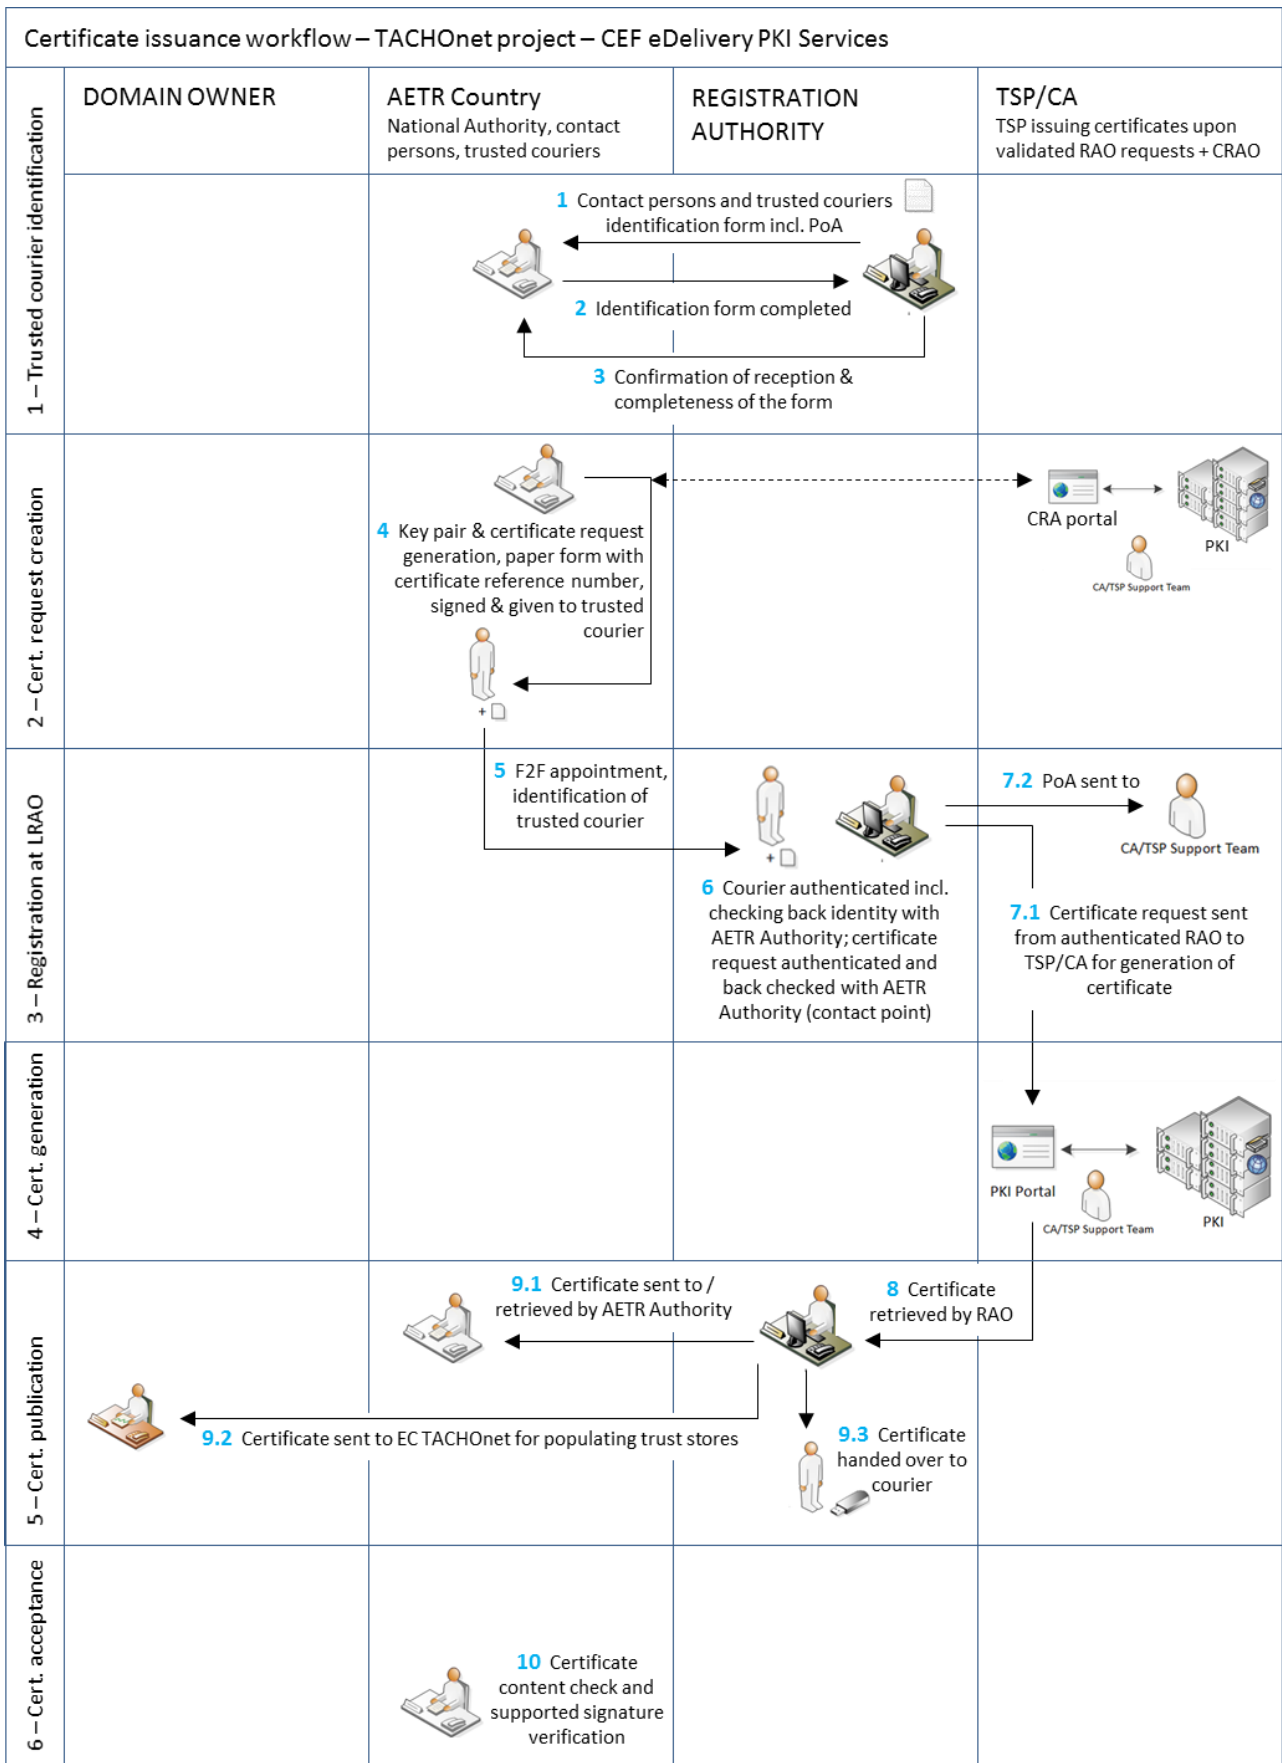 Certificate issuance workflow – TACHOnet project – CEF eDelivery PKI Services
DOMAIN OWNER
AETR Country
National Authority, contact
persons, trusted couriers
REGISTRATION
AUTHORITY
TSP/CA
TSP issuing certificates upon
validated RAO requests + CRAO
1 – Trusted courier identification
1 Contact persons and trusted couriers
identification form incl. PoA
2 Identification form completed
3 Confirmation of reception &
completeness of the form
2 – Cert. request creation
4 Key pair & certificate request
generation, paper form with
certificate reference number,
signed & given to trusted
courier
+
CRA portal
PKI
CA/TSP Support Team
3 – Registration at LRAO
5 F2F appointment,
identification of
trusted courier
+
6 Courier authenticated incl.
checking back identity with
AETR Authority; certificate
request authenticated and
back checked with AETR
Authority (contact point)
7.2 PoA sent to
CA/TSP Support Team
7.1 Certificate request sent
from authenticated RAO to
TSP/CA for generation of
certificate
4 – Cert. generation
PKI Portal
CA/TSP Support Team
PKI
5 – Cert. publication
9.1 Certificate sent to /
retrieved by AETR Authority
8 Certificate
retrieved by RAO
9.2 Certificate sent to EC TACHOnet for populating trust stores
9.3 Certificate
handed over to
courier
6 – Cert. acceptance
10 Certificate
content check and
supported signature
verification